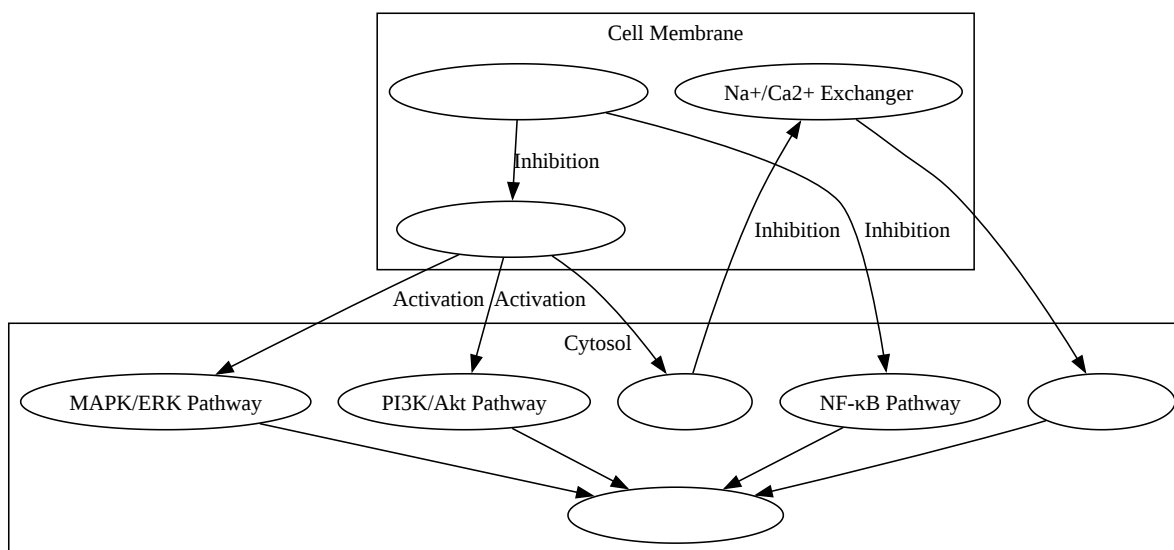 Cell Membrane
Na+/Ca2+ Exchanger
Inhibition
Inhibition
Inhibition
Activation
Activation
Cytosol
MAPK/ERK Pathway
PI3K/Akt Pathway
NF-κB Pathway